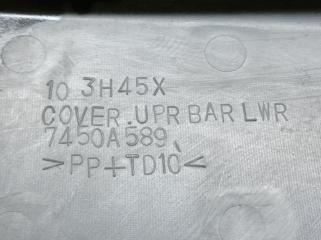 10 3H45X
COVER.UPR BAR LWR
7450A589
>PP+TD10<